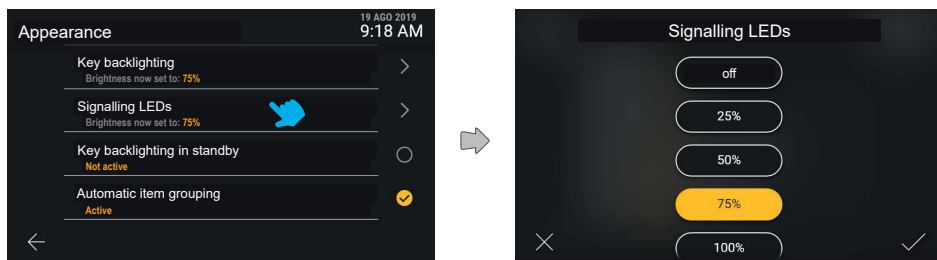 19 AGO 2019
Appearance
9:18 AM
Key backlighting
Brightness now set to: 75%
Signalling LEDs
Brightness now set to: 75%
Key backlighting in standby
Not active
Automatic item grouping
Active
Signalling LEDs
off
25%
50%
75%
100%